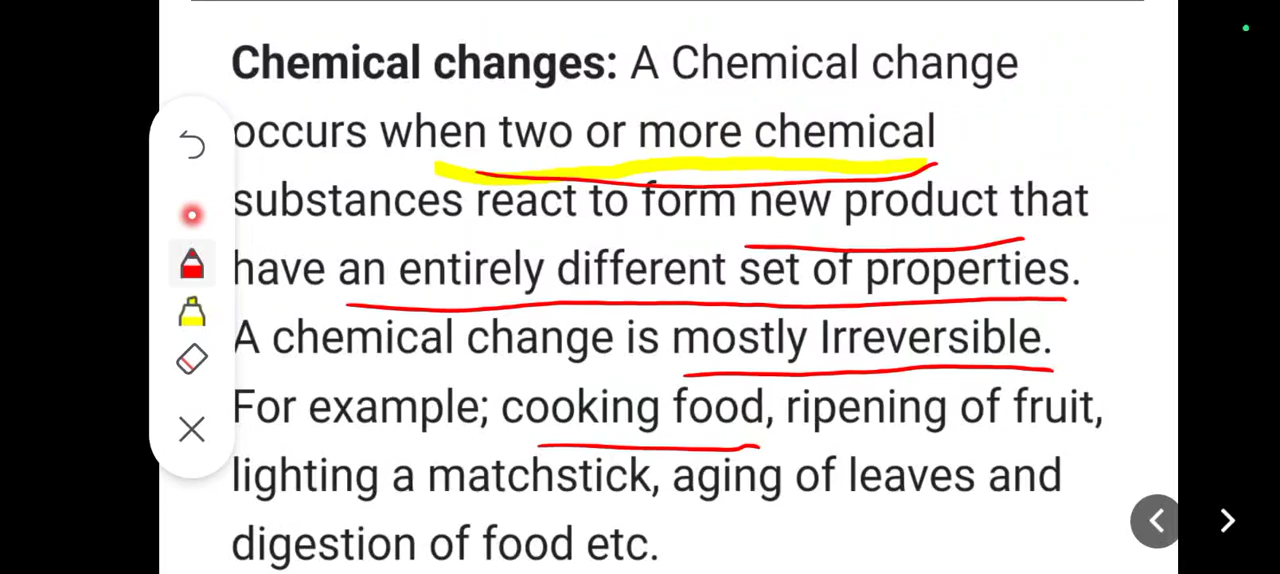 Chemical changes: A Chemical change
occurs when two or more chemical
substances react to form new product that
have an entirely different set of properties.
A chemical change is mostly Irreversible.
For example; cooking food, ripening of fruit,
lighting a matchstick, aging of leaves and
digestion of food etc.